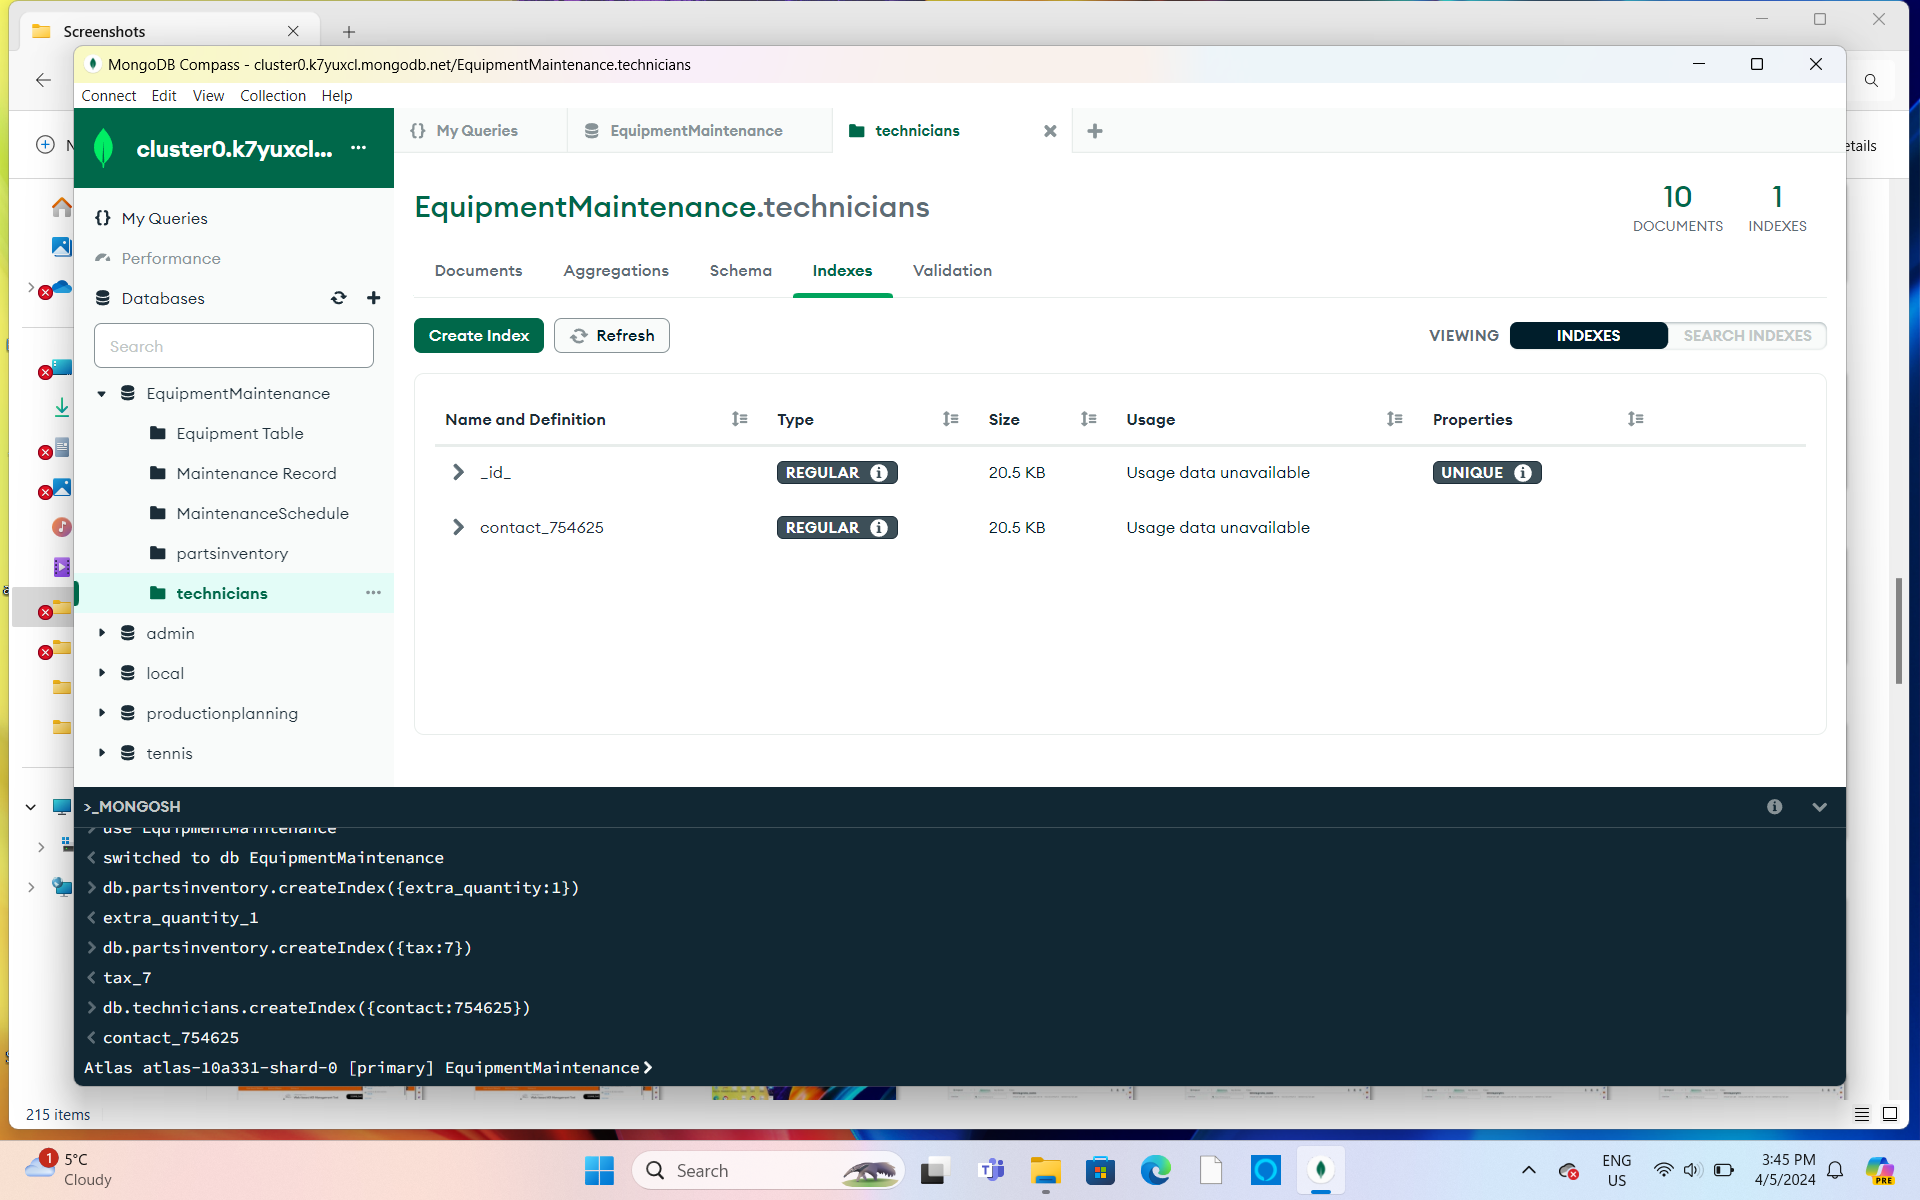 Screenshots
MongoDB Compass - cluster0.k7yuxcl.mongodb.net/EquipmentMaintenance.technicians
Connect Edit View Collection Help
cluster0.k7yuxcl... ...
{} My Queries EquipmentMaintenance technicians
EquipmentMaintenance.technicians
10 DOCUMENTS
1 INDEXES
My Queries
Performance
Databases
Search
EquipmentMaintenance
Equipment Table
Maintenance Record
MaintenanceSchedule
partsinventory
technicians
admin
local
productionplanning
tennis
Documents Aggregations Schema Indexes Validation
Create Index Refresh VIEWING INDEXES SEARCH INDEXES
Name and Definition Type Size Usage Properties
_id_ REGULAR 20.5 KB Usage data unavailable UNIQUE
contact_754625 REGULAR 20.5 KB Usage data unavailable
etails
>_MONGOSH
> use EquipmentMaintenance
< switched to db EquipmentMaintenance
> db.partsinventory.createIndex({extra_quantity:1})
< extra_quantity_1
> db.partsinventory.createIndex({tax:7})
< tax_7
> db.technicians.createIndex({contact:754625})
< contact_754625
Atlas atlas-10a331-shard-0 [primary] EquipmentMaintenance>
215 items
1
5°C
Cloudy
Search
ENG
US
3:45 PM
4/5/2024
PRE